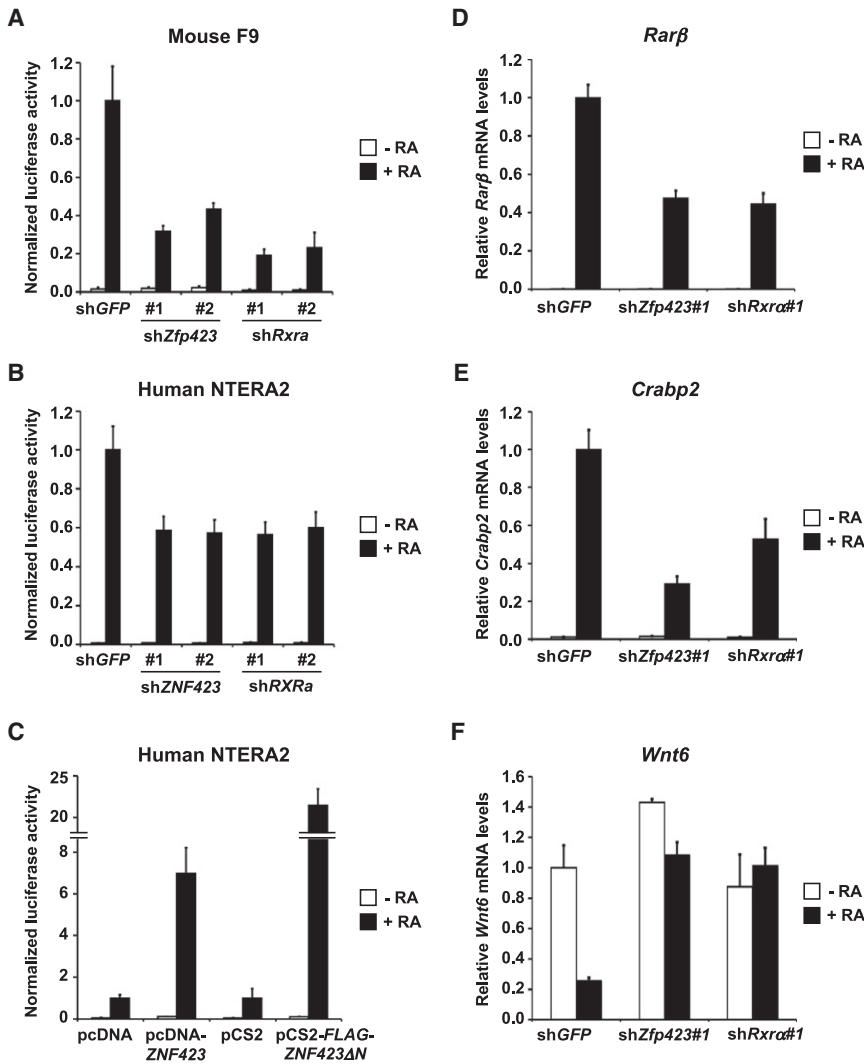 A
Mouse F9
Normalized luciferase activity
1.2
1.0
0.8
0.6
0.4
0.2
0.0
shGFP
#1
#2
#1
#2
shZfp423
shRxra
- RA
+ RA
B
Human NTERA2
Normalized luciferase activity
1.2
1.0
0.8
0.6
0.4
0.2
0.0
shGFP
#1
#2
#1
#2
shZNF423
shRXRa
- RA
+ RA
C
Human NTERA2
Normalized luciferase activity
25
20
8
6
4
2
0
pcDNA
pcDNA-
ZNF423
pCS2
pCS2-FLAG-
ZNF423ΔN
- RA
+ RA
D
Rarβ
Relative Rarβ mRNA levels
1.2
1.0
0.8
0.6
0.4
0.2
0.0
shGFP
shZfp423#1
shRxrα#1
- RA
+ RA
E
Crabp2
Relative Crabp2 mRNA levels
1.2
1.0
0.8
0.6
0.4
0.2
0.0
shGFP
shZfp423#1
shRxrα#1
- RA
+ RA
F
Wnt6
Relative Wnt6 mRNA levels
1.6
1.4
1.2
1.0
0.8
0.6
0.4
0.2
0.0
shGFP
shZfp423#1
shRxrα#1
- RA
+ RA